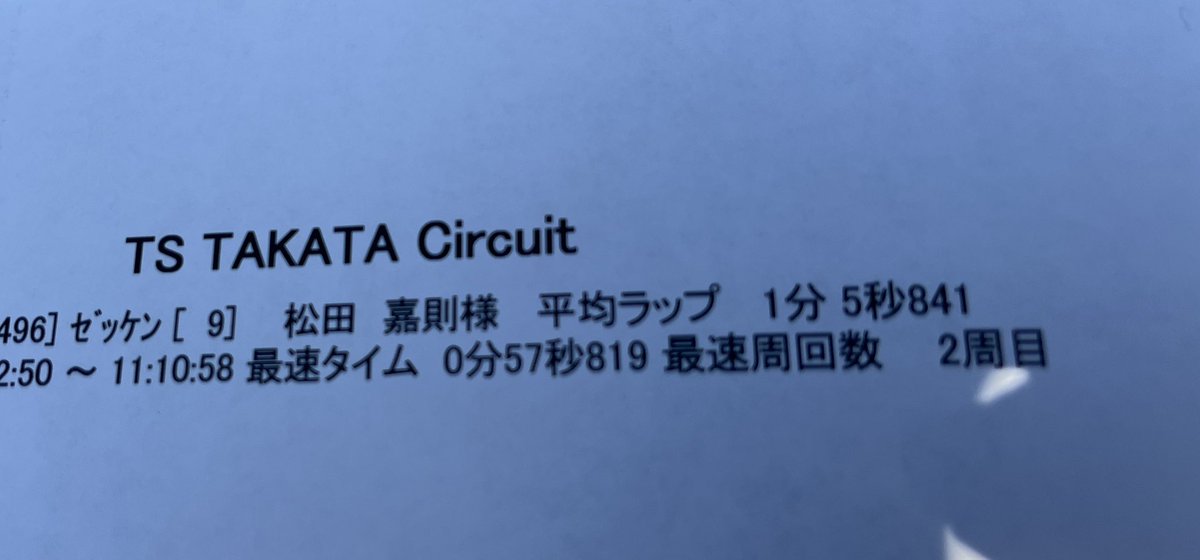 TS TAKATA Circuit
496] ｾﾞｯｹﾝ [ 9] 松田 嘉則様 平均ラップ 1分 5秒841
2:50 ～ 11:10:58 最速タイム 0分57秒819 最速周回数 2周目